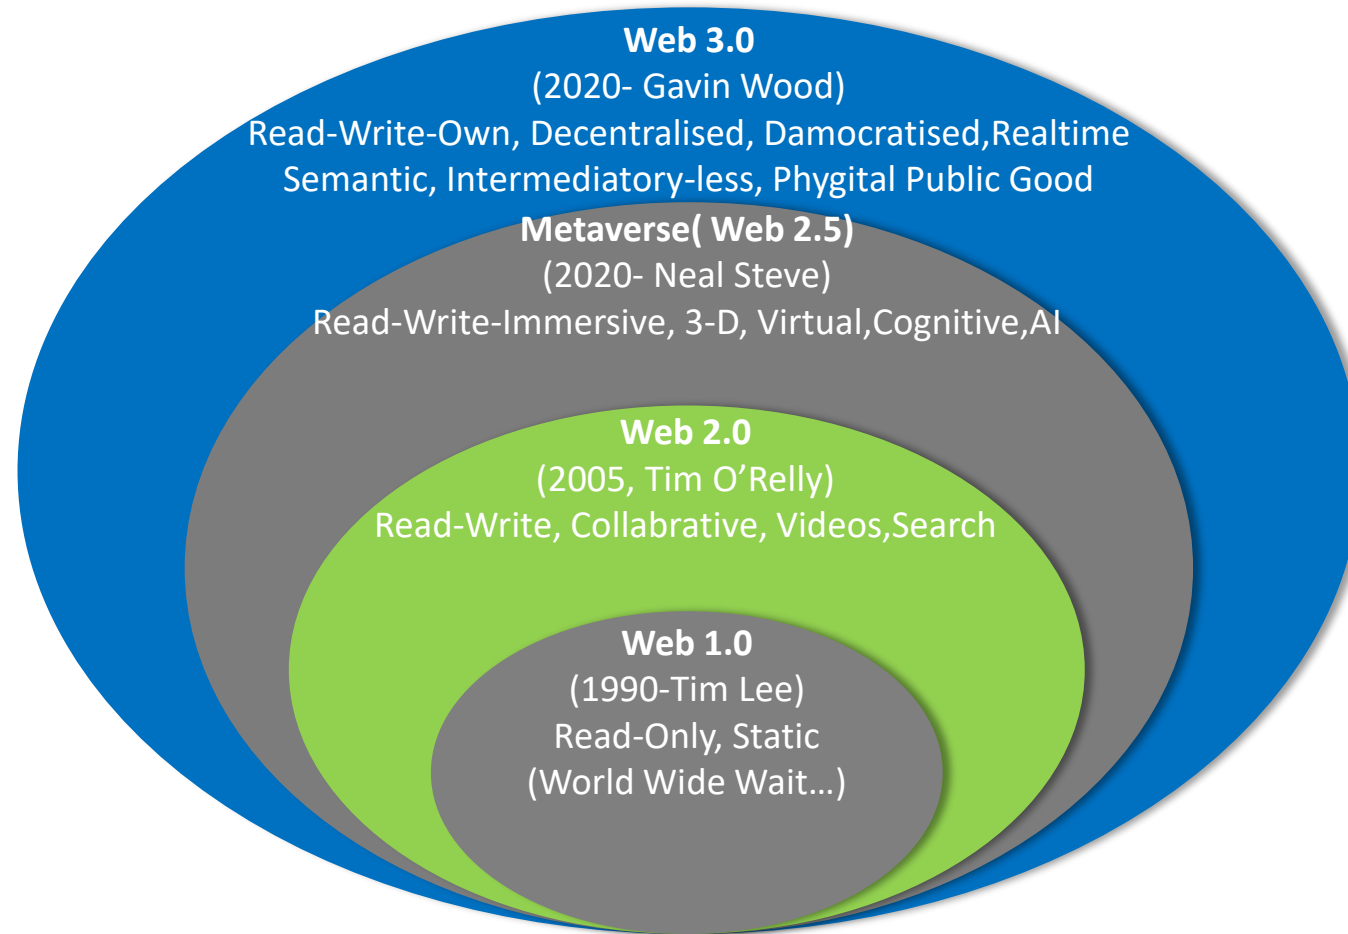 Web 3.0
(2020- Gavin Wood)
Read-Write-Own, Decentralised, Damocratised,Realtime
Semantic, Intermediatory-less, Phygital Public Good
Metaverse( Web 2.5)
(2020- Neal Steve)
Read-Write-Immersive, 3-D, Virtual,Cognitive,AI
Web 2.0
(2005, Tim O’Relly)
Read-Write, Collabrative, Videos,Search
Web 1.0
(1990-Tim Lee)
Read-Only, Static
(World Wide Wait…)